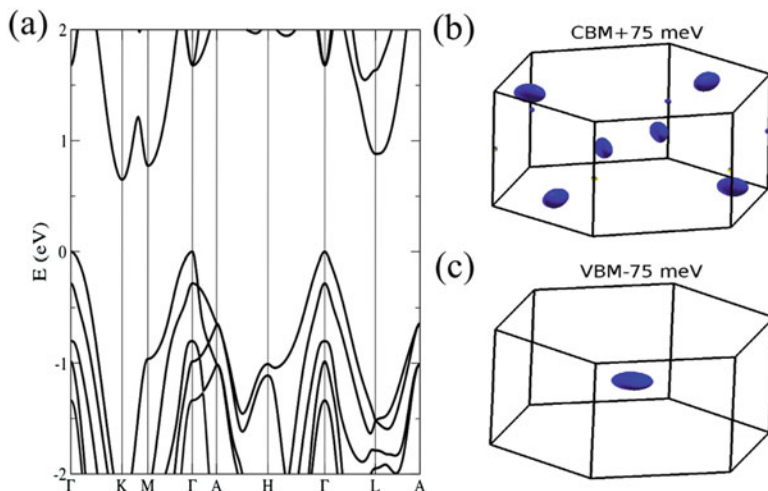 (a)
2
1
0
-1
-2
E (eV)
Γ K M Γ A H Γ L A
(b)
CBM+75 meV
(c)
VBM-75 meV